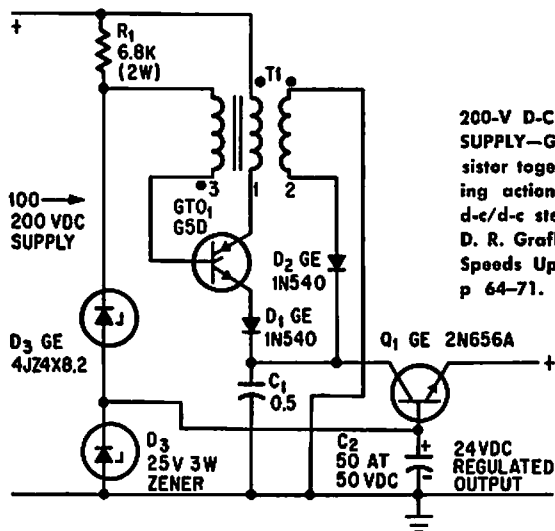 +
R1
6.8K
(2W)
T1
3
1
2
100→
200 VDC
SUPPLY
GTO1
G5D
D2 GE
1N540
D1 GE
1N540
Q1 GE 2N656A
+
D3 GE
4JZ4X8.2
C1
0.5
D3
25V 3W
ZENER
C2
50 AT
50 VDC
+
-
24VDC
REGULATED
OUTPUT
200-V D-C
SUPPLY—G
sistor toge
ing action
d-c/d-c ste
D. R. Grafl
Speeds Up
p 64–71.